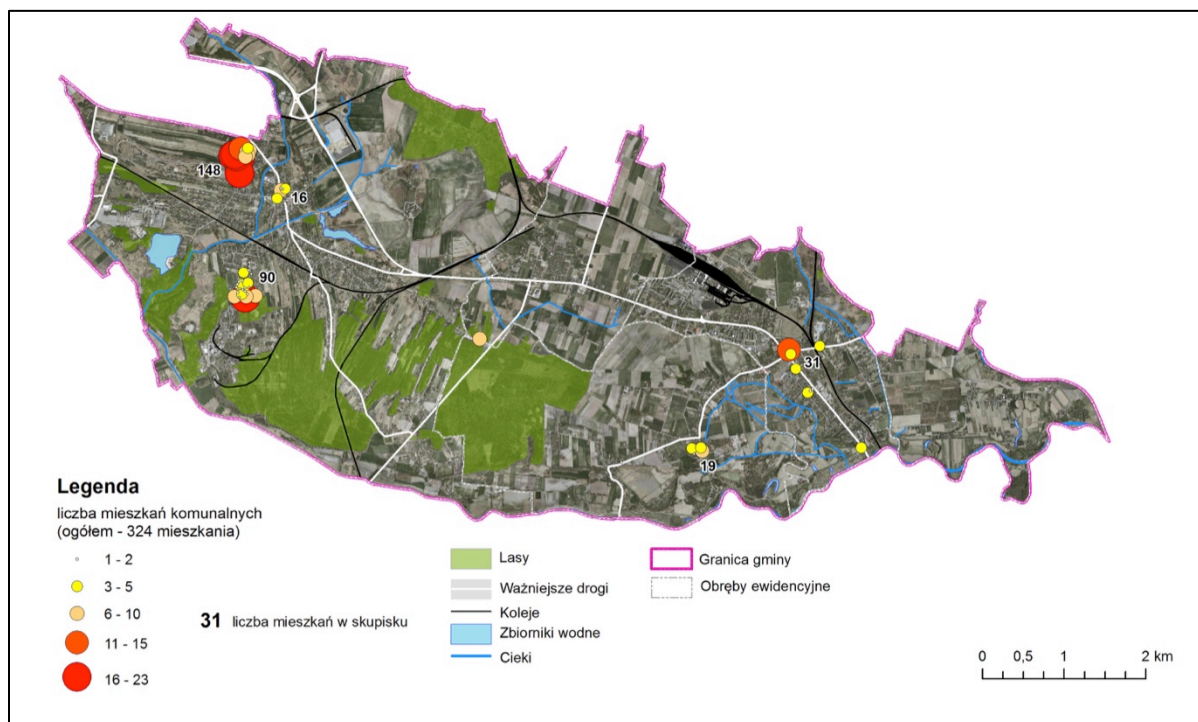 148
16
90
31
19
Legenda
liczba mieszkań komunalnych
(ogółem - 324 mieszkania)
1 - 2
3 - 5
6 - 10
11 - 15
16 - 23
31 liczba mieszkań w skupisku
Lasy
Ważniejsze drogi
Koleje
Zbiorniki wodne
Cieki
Granica gminy
Obręby ewidencyjne
0 0,5 1 2 km